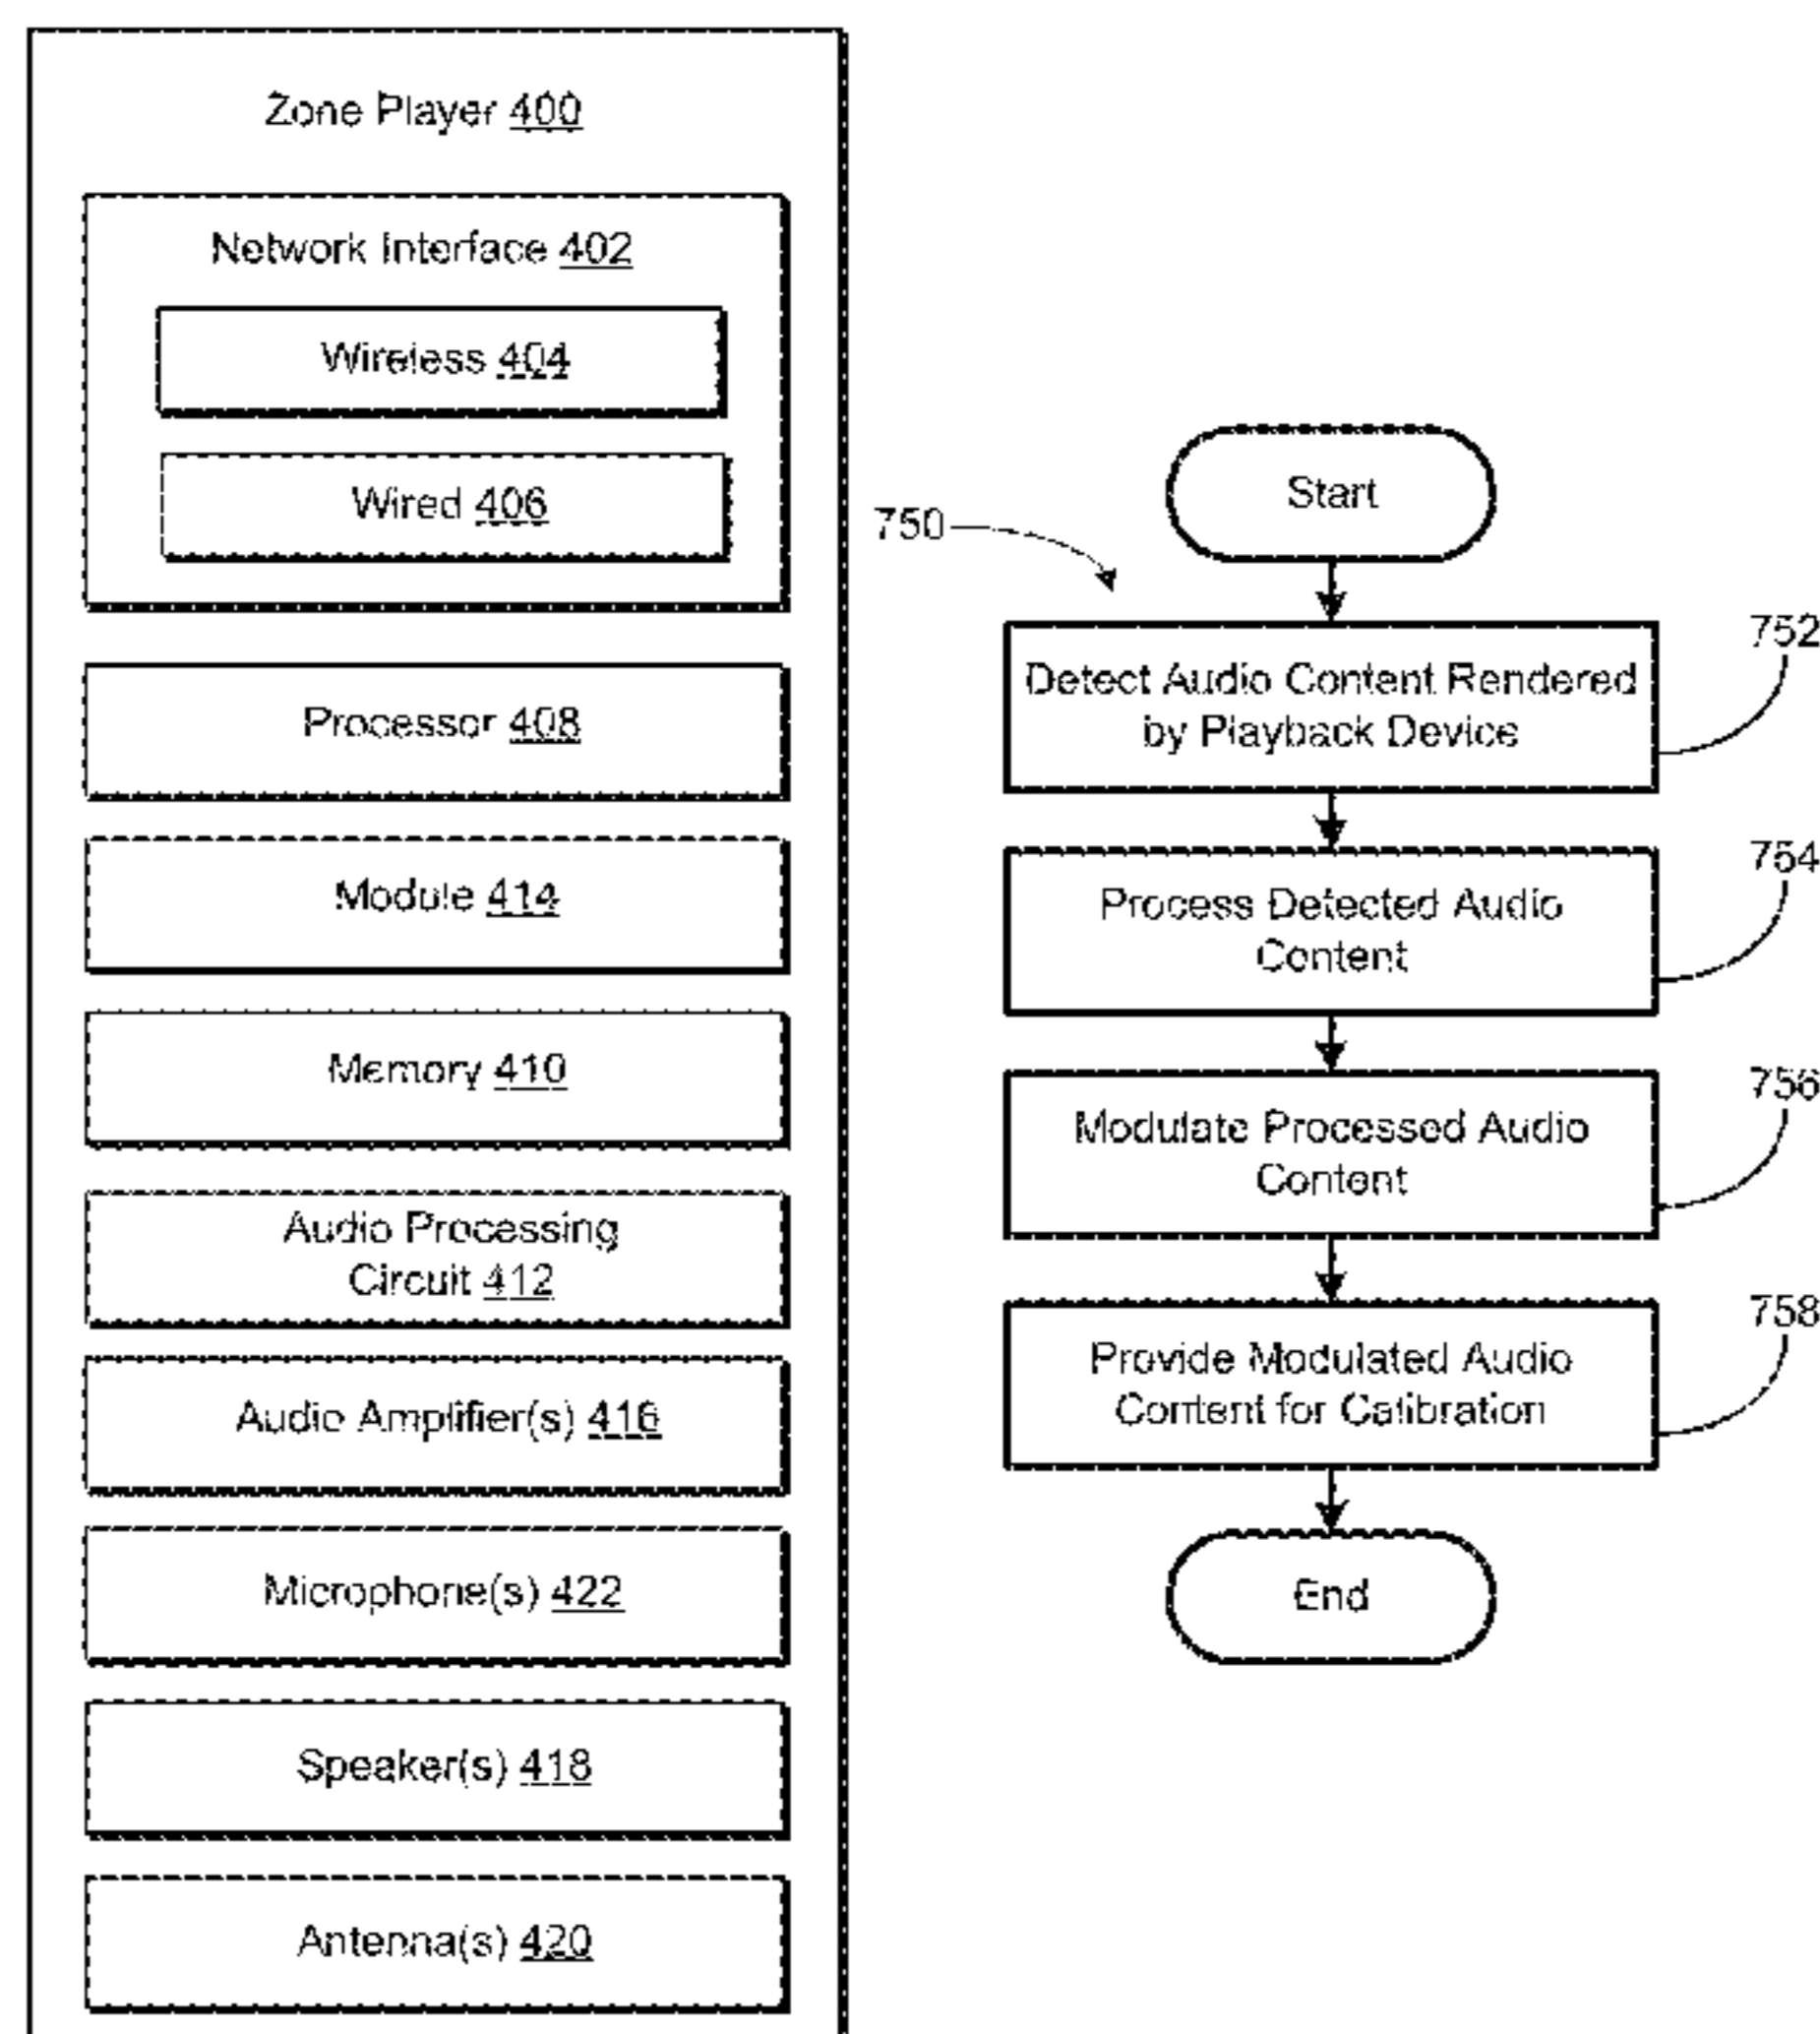 Zone Player 400
Network Interface 402
Wireless 404
Wired 406
Processor 408
Module 414
Memory 410
Audio Processing
Circuit 412
Audio Amplifier(s) 416
Microphone(s) 422
Speaker(s) 418
Antenna(s) 420
750
Start
752
Detect Audio Content Rendered
by Playback Device
754
Process Detected Audio
Content
756
Modulate Processed Audio
Content
758
Provide Modulated Audio
Content for Calibration
End